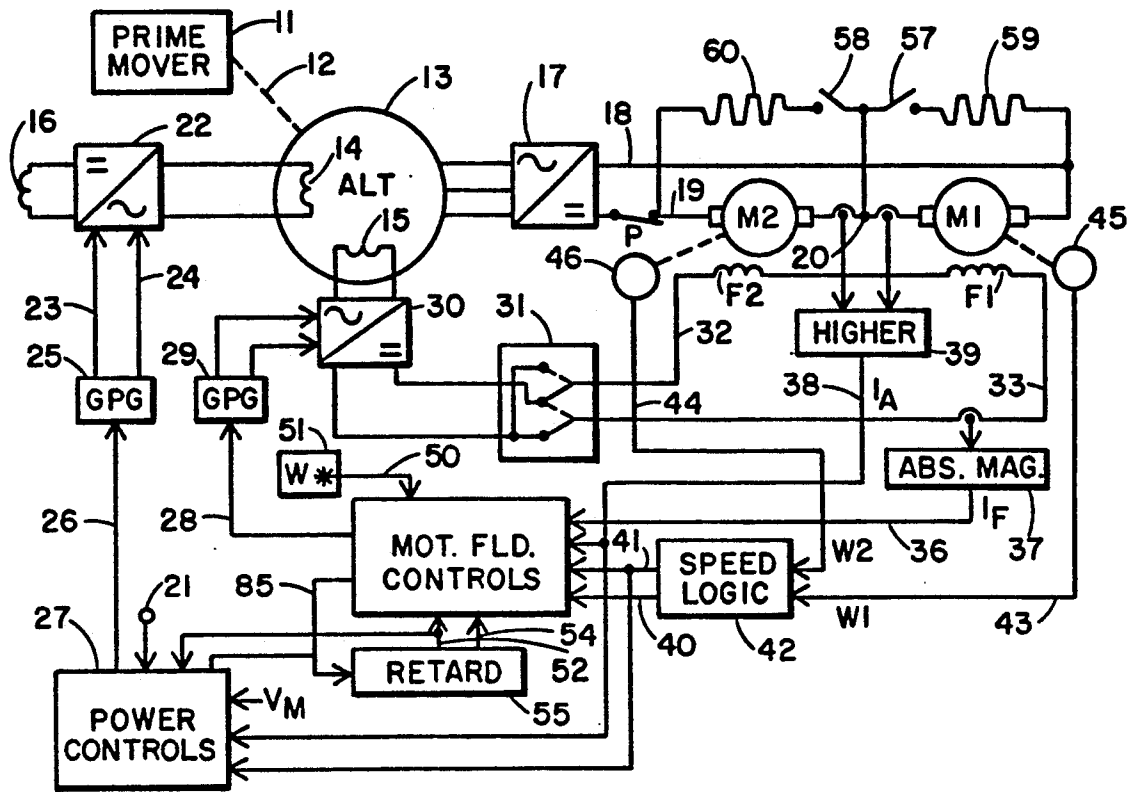 PRIME
MOVER
11
12
13
17
60
58
57
59
16
22
14
ALT
15
18
19
P
M2
M1
20
45
46
F2
F1
23
24
25
GPG
29
GPG
30
31
32
HIGHER
39
38
IA
33
44
51
W *
50
ABS. MAG.
IF
37
36
26
28
MOT. FLD.
CONTROLS
41
SPEED
LOGIC
W2
W1
43
40
42
85
21
27
54
52
RETARD
55
POWER
CONTROLS
VM